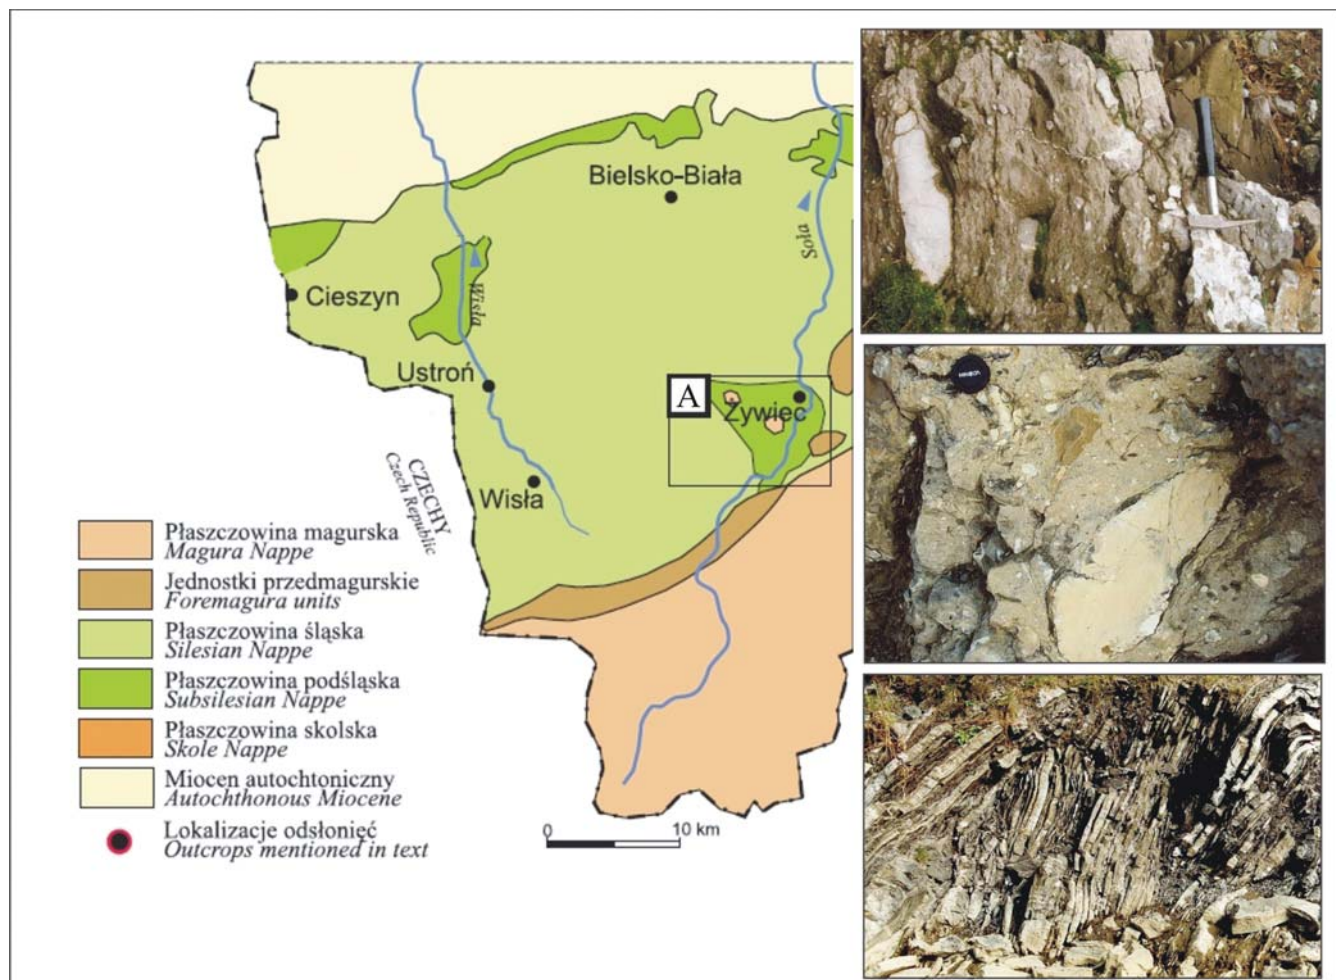 Bielsko-Biała
Soła
Cieszyn
Wisła
Ustroń
A
Żywiec
CZECHY
Czech Republic
Wisła
Płaszczowina magurska
Magura Nappe
Jednostki przedmagurskie
Foremagura units
Płaszczowina śląska
Silesian Nappe
Płaszczowina podśląska
Subsilesian Nappe
Płaszczowina skolska
Skole Nappe
Miocen autochtoniczny
Autochthonous Miocene
Lokalizacje odsłonięć
Outcrops mentioned in text
0 10 km